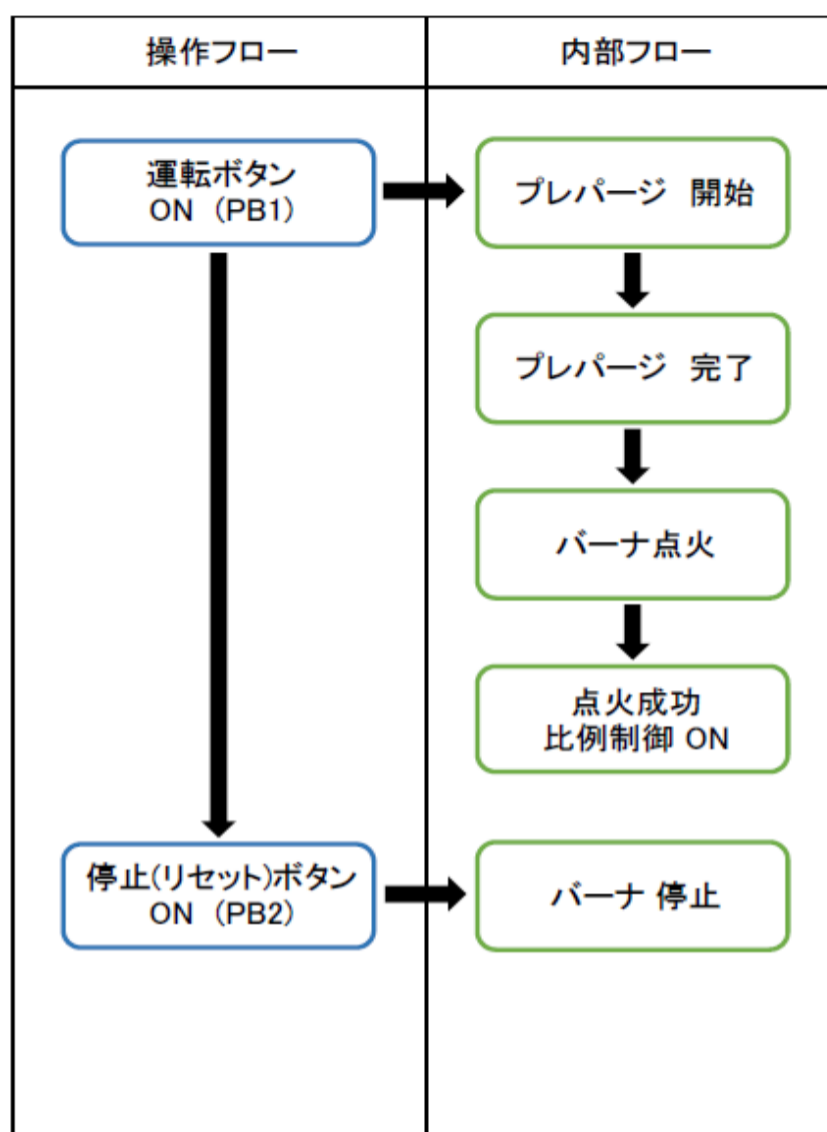 操作フロー
内部フロー
運転ボタン
ON （PB1）
プレパージ　開始
プレパージ　完了
バーナ点火
点火成功
比例制御 ON
停止(リセット)ボタン
ON （PB2）
バーナ 停止